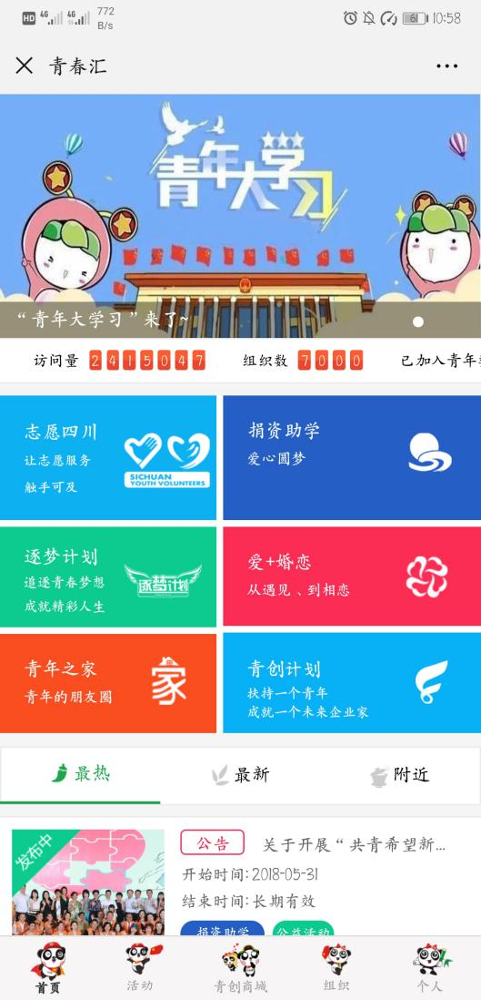 HD 4G 4G 772 B/s 61 10:58
青春汇
青年大学习
“青年大学习”来了~
访问量 2415047 组织数 7000 已加入青年
志愿四川
让志愿服务
触手可及
SICHUAN
YOUTH VOLUNTEERS
捐资助学
爱心圆梦
逐梦计划
追逐青春梦想
成就精彩人生
逐梦计划
爱+婚恋
从遇见、到相恋
青年之家
青年的朋友圈
家
青创计划
扶持一个青年
成就一个未来企业家
最热 最新 附近
发布中
公告 关于开展“共青希望新...
开始时间:2018-05-31
结束时间:长期有效
捐资助学 公益活动
首页 活动 青创商城 组织 个人